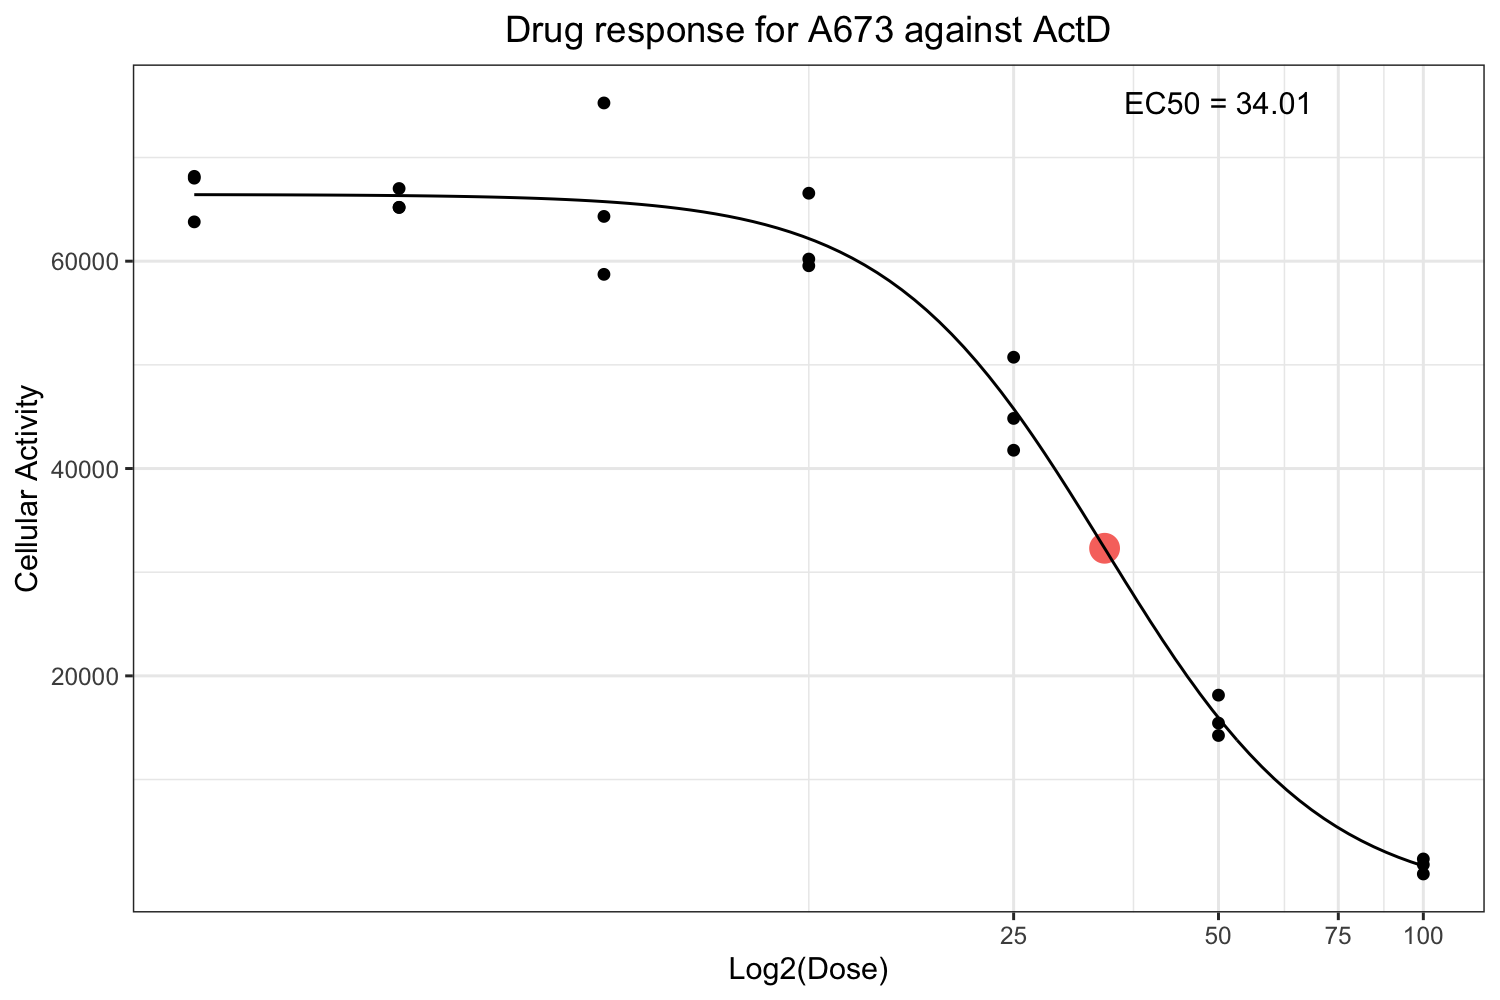 Drug response for A673 against ActD
EC50 = 34.01
Cellular Activity
60000
40000
20000
25 50 75 100
Log2(Dose)